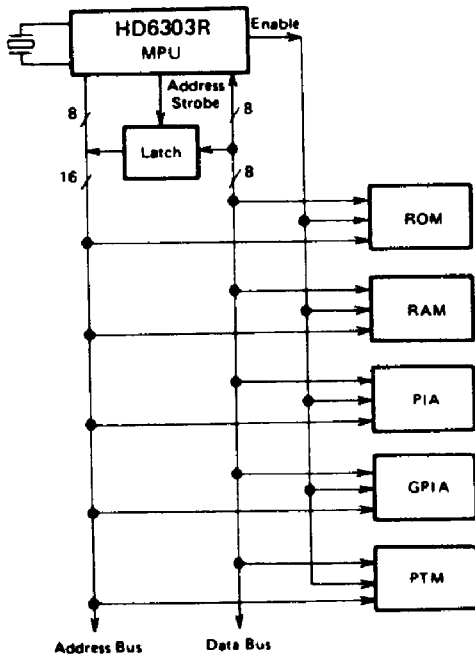 HD6303R
MPU
Enable
Address
Strobe
8
8
Latch
16
8
ROM
RAM
PIA
GPIA
PTM
Address Bus
Data Bus